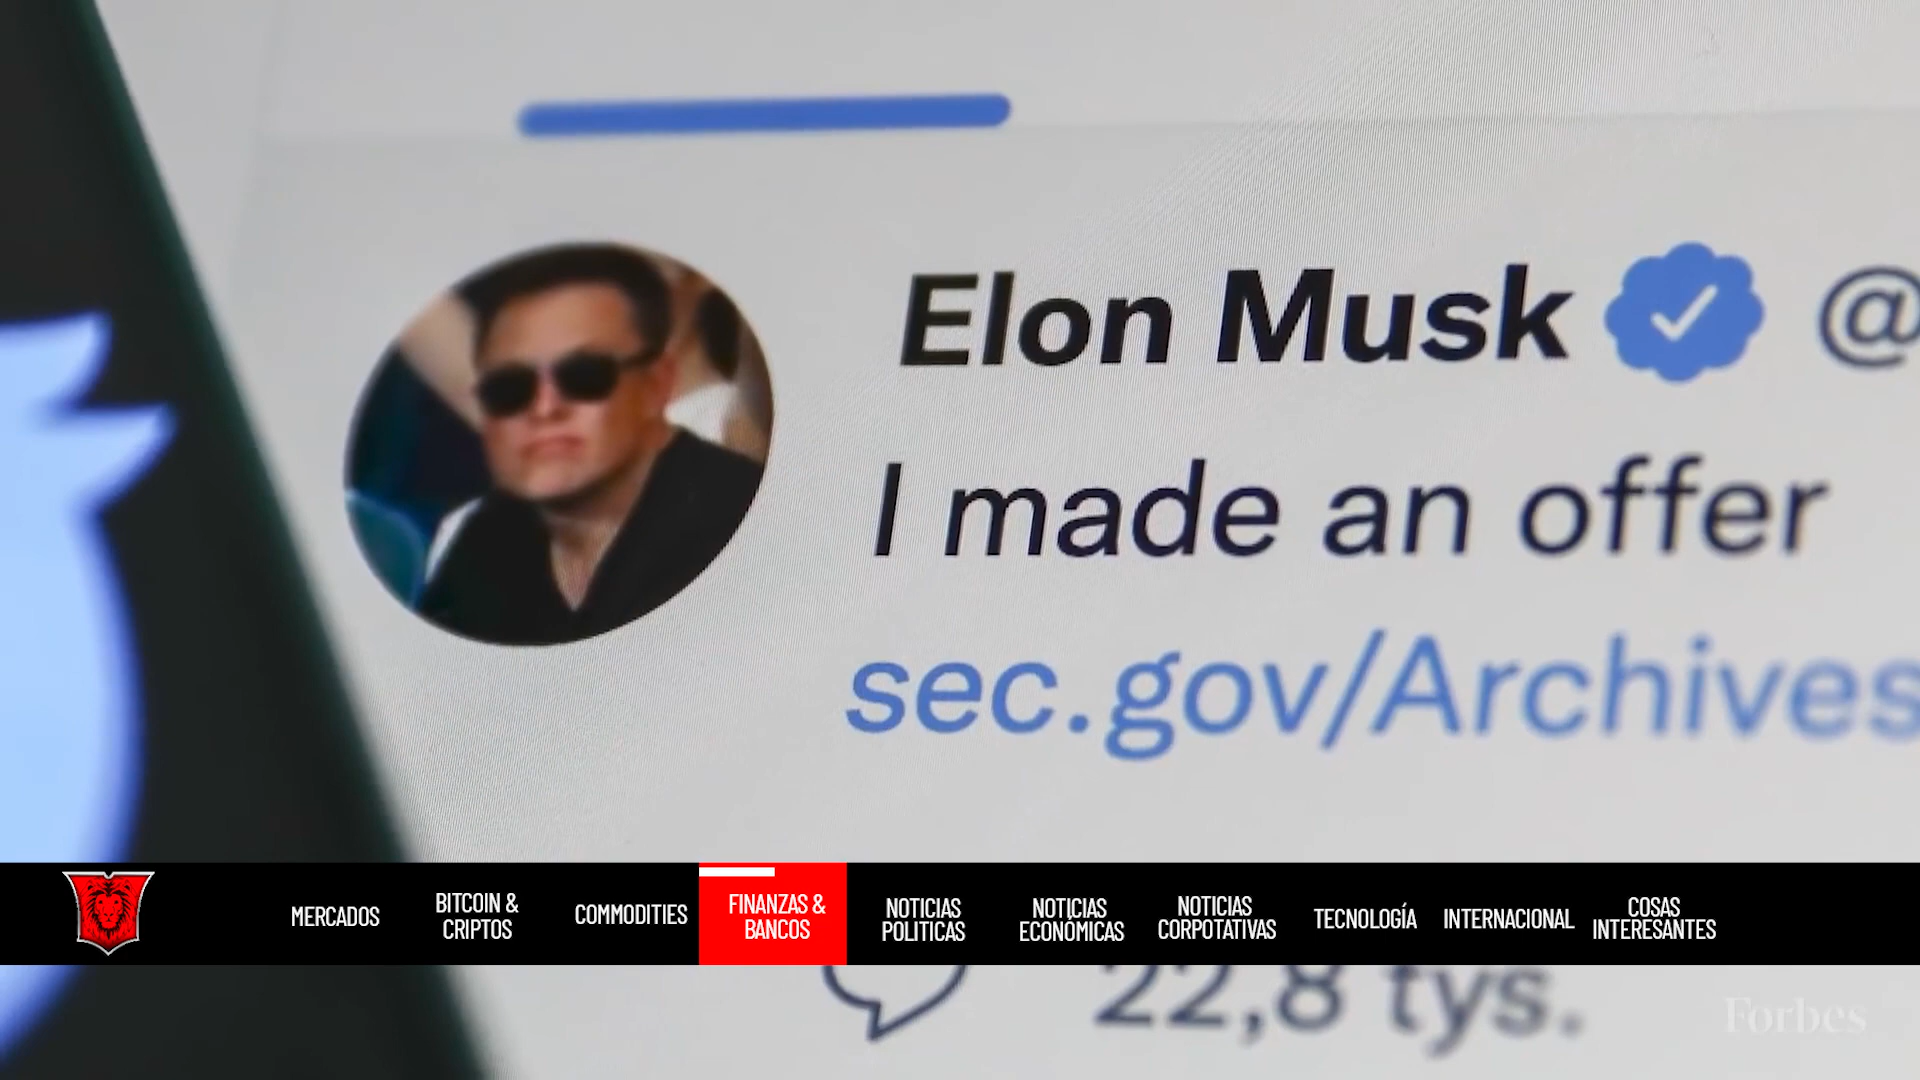 Elon Musk @
I made an offer
sec.gov/Archives
MERCADOS
BITCOIN &
CRIPTOS
COMMODITIES
FINANZAS &
BANCOS
NOTICIAS
POLITICAS
NOTICIAS
ECONÓMICAS
NOTICIAS
CORPOTATIVAS
TECNOLOGÍA
INTERNACIONAL
COSAS
INTERESANTES
22,8 tys.
Forbes